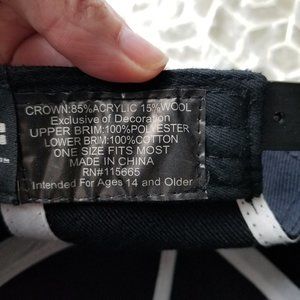 CROWN:85%ACRYLIC 15%WOOL
Exclusive of Decoration
UPPER BRIM:100%POLYESTER
LOWER BRIM:100%COTTON
ONE SIZE FITS MOST
MADE IN CHINA
RN#115665
Intended For Ages 14 and Older